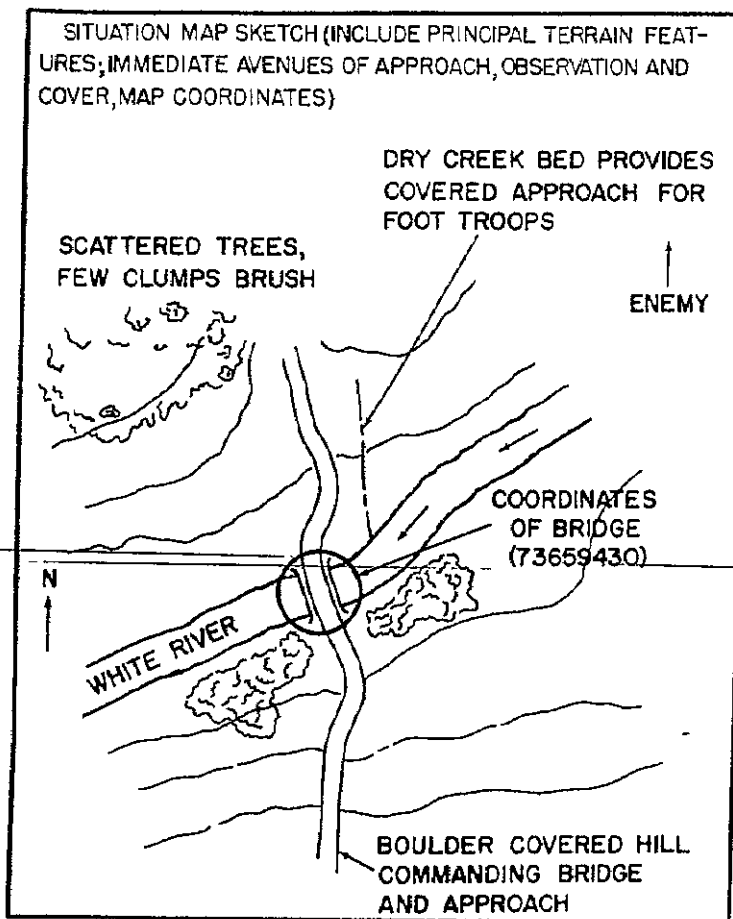 SITUATION MAP SKETCH (INCLUDE PRINCIPAL TERRAIN FEAT-
URES; IMMEDIATE AVENUES OF APPROACH, OBSERVATION AND
COVER, MAP COORDINATES)
DRY CREEK BED PROVIDES
COVERED APPROACH FOR
FOOT TROOPS
SCATTERED TREES,
FEW CLUMPS BRUSH
ENEMY
COORDINATES
OF BRIDGE
(73659430)
N
WHITE RIVER
BOULDER COVERED HILL
COMMANDING BRIDGE
AND APPROACH